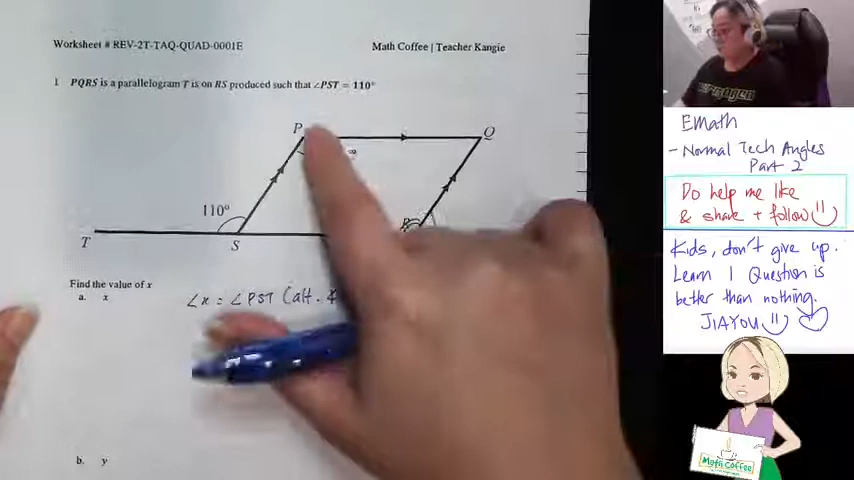 Worksheet # REV-2T-TAQ-QUAD-0001E
Math Coffee | Teacher Kangie
1 PQRS is a parallelogram T is on RS produced such that ∠PST = 110°
P
Q
110°
T
S
R
Find the value of x
a. x
∠x = ∠PST (alt. ∠
b. y
EMath
- Normal Tech Angles
Part 2
Do help me like
& share + follow
Kids, don't give up.
Learn 1 Question is
better than nothing.
JIAYOU
Math Coffee